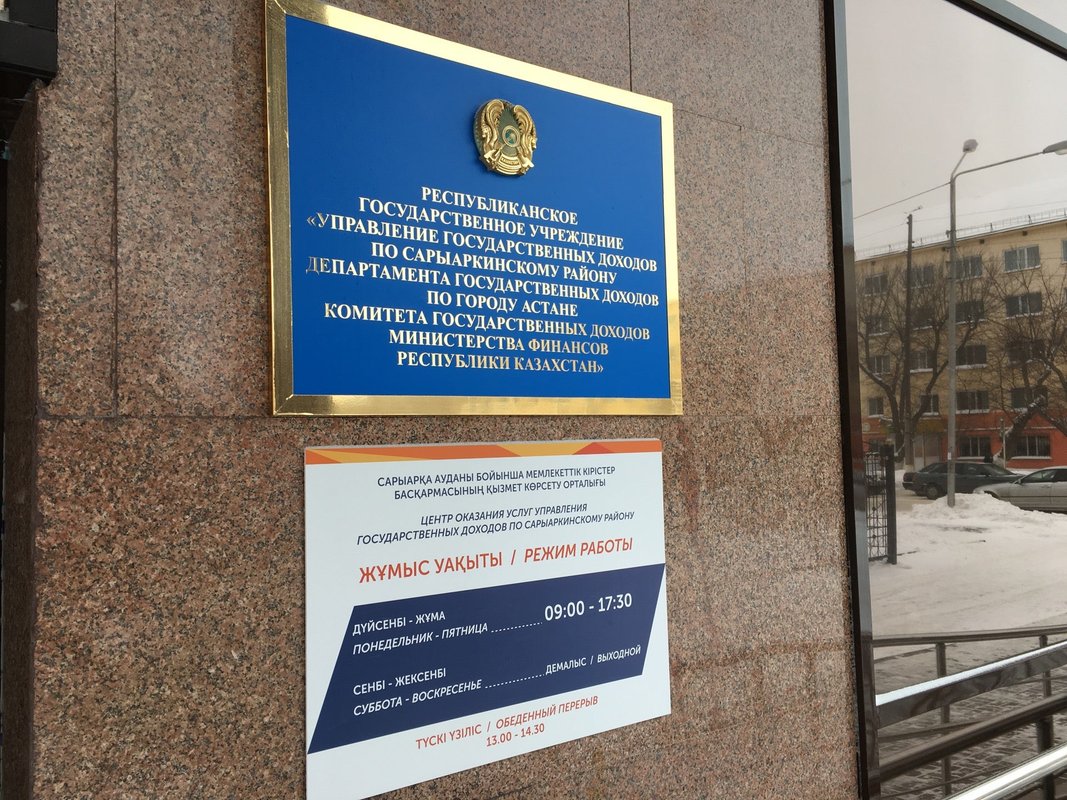 РЕСПУБЛИКАНСКОЕ
ГОСУДАРСТВЕННОЕ УЧРЕЖДЕНИЕ
«УПРАВЛЕНИЕ ГОСУДАРСТВЕННЫХ ДОХОДОВ
ПО САРЫАРКИНСКОМУ РАЙОНУ
ДЕПАРТАМЕНТА ГОСУДАРСТВЕННЫХ ДОХОДОВ
ПО ГОРОДУ АСТАНЕ
КОМИТЕТА ГОСУДАРСТВЕННЫХ ДОХОДОВ
МИНИСТЕРСТВА ФИНАНСОВ
РЕСПУБЛИКИ КАЗАХСТАН»
САРЫАРҚА АУДАНЫ БОЙЫНША МЕМЛЕКЕТТІК КІРІСТЕР
БАСҚАРМАСЫНЫҢ ҚЫЗМЕТ КӨРСЕТУ ОРТАЛЫҒЫ
ЦЕНТР ОКАЗАНИЯ УСЛУГ УПРАВЛЕНИЯ
ГОСУДАРСТВЕННЫХ ДОХОДОВ ПО САРЫАРКИНСКОМУ РАЙОНУ
ЖҰМЫС УАҚЫТЫ / РЕЖИМ РАБОТЫ
ДҮЙСЕНБІ - ЖҰМА
ПОНЕДЕЛЬНИК - ПЯТНИЦА ............ 09:00 - 17:30
СЕНБІ - ЖЕКСЕНБІ
СУББОТА - ВОСКРЕСЕНЬЕ ............ ДЕМАЛЫС / ВЫХОДНОЙ
ТҮСКІ ҮЗІЛІС / ОБЕДЕННЫЙ ПЕРЕРЫВ
13.00 - 14.30